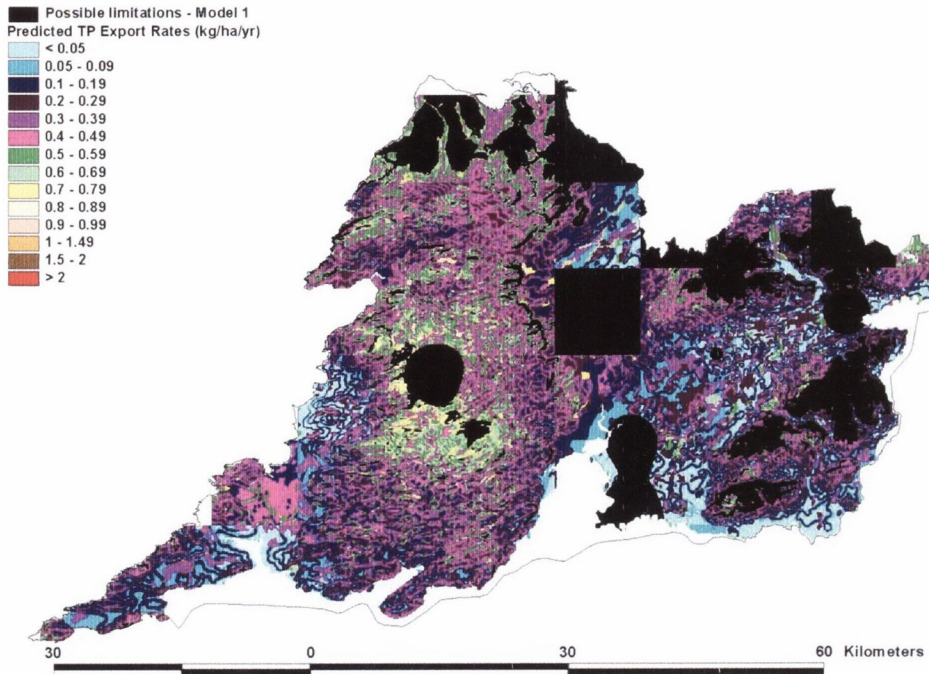 Possible limitations - Model 1
Predicted TP Export Rates (kg/ha/yr)
< 0.05
0.05 - 0.09
0.1 - 0.19
0.2 - 0.29
0.3 - 0.39
0.4 - 0.49
0.5 - 0.59
0.6 - 0.69
0.7 - 0.79
0.8 - 0.89
0.9 - 0.99
1 - 1.49
1.5 - 2
> 2
30 0 30 60 Kilometers